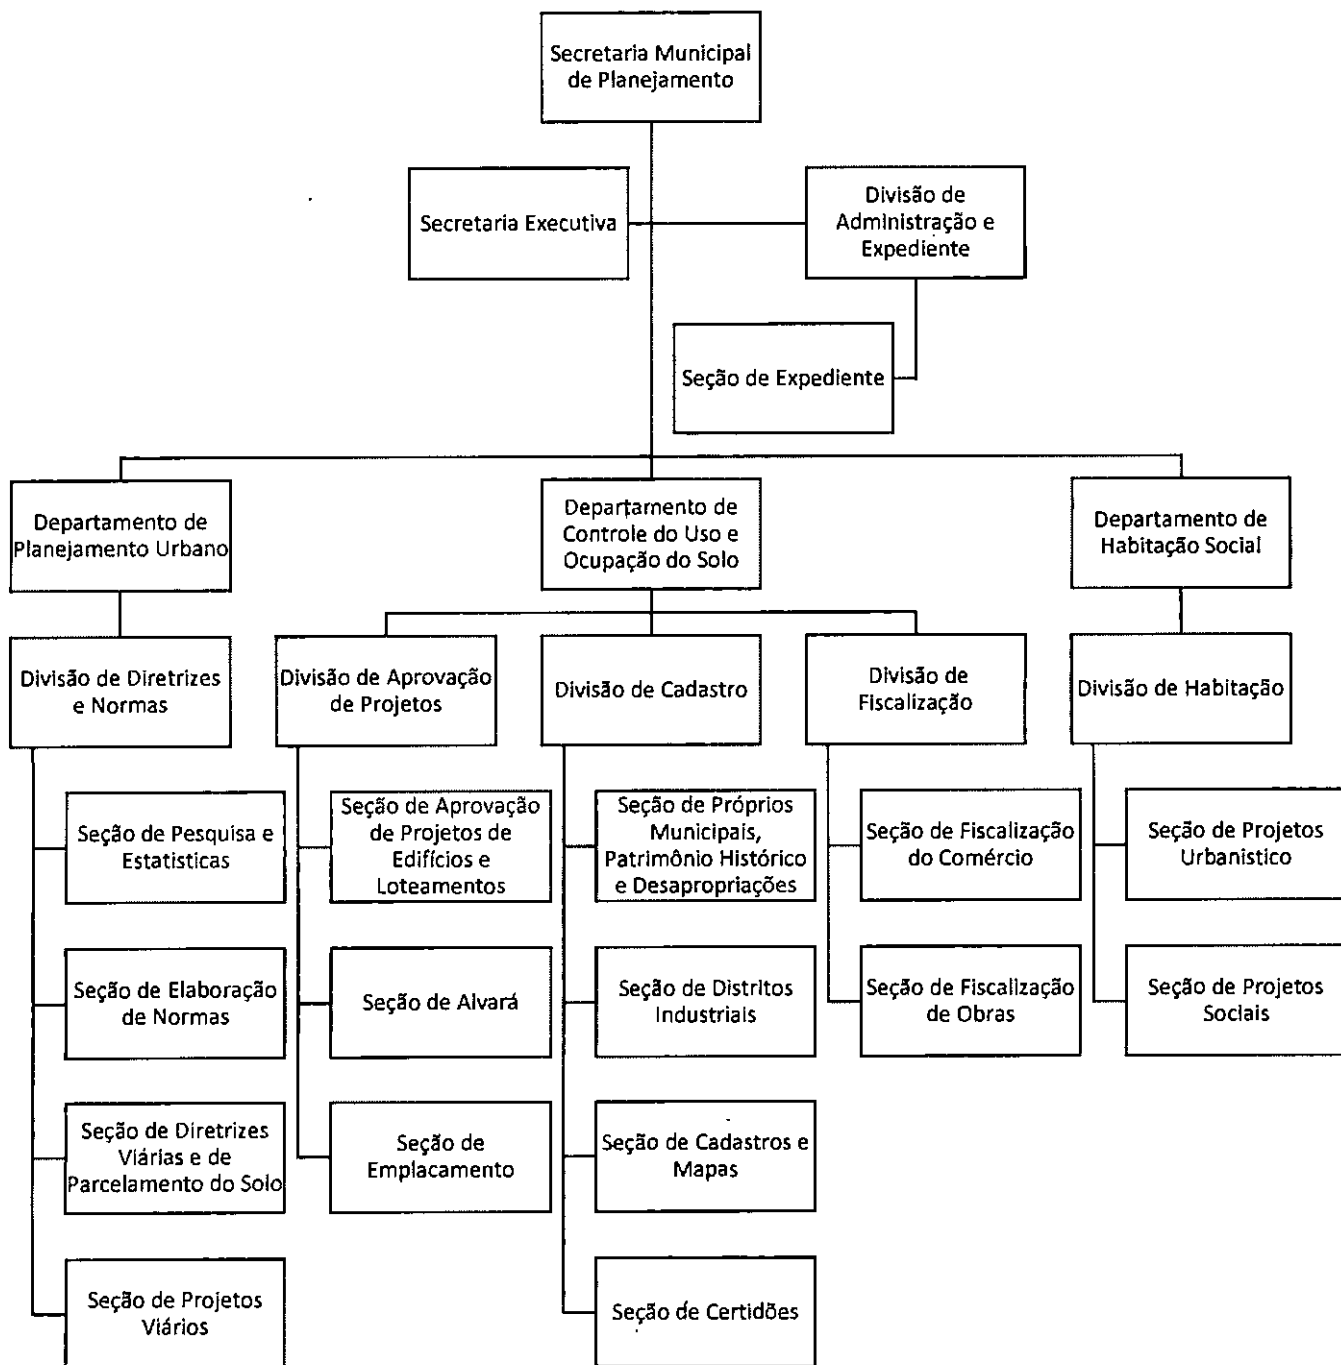 Secretaria Municipal
de Planejamento
Secretaria Executiva
Divisão de
Administração e
Expediente
Seção de Expediente
Departamento de
Planejamento Urbano
Departamento de
Controle do Uso e
Ocupação do Solo
Departamento de
Habitação Social
Divisão de Diretrizes
e Normas
Divisão de Aprovação
de Projetos
Divisão de Cadastro
Divisão de
Fiscalização
Divisão de Habitação
Seção de Pesquisa e
Estatisticas
Seção de Aprovação
de Projetos de
Edifícios e
Loteamentos
Seção de Próprios
Municipais,
Patrimônio Histórico
e Desapropriações
Seção de Fiscalização
do Comércio
Seção de Projetos
Urbanistico
Seção de Elaboração
de Normas
Seção de Alvará
Seção de Distritos
Industriais
Seção de Fiscalização
de Obras
Seção de Projetos
Sociais
Seção de Diretrizes
Viárias e de
Parcelamento do Solo
Seção de
Emplacamento
Seção de Cadastros e
Mapas
Seção de Projetos
Viários
Seção de Certidões